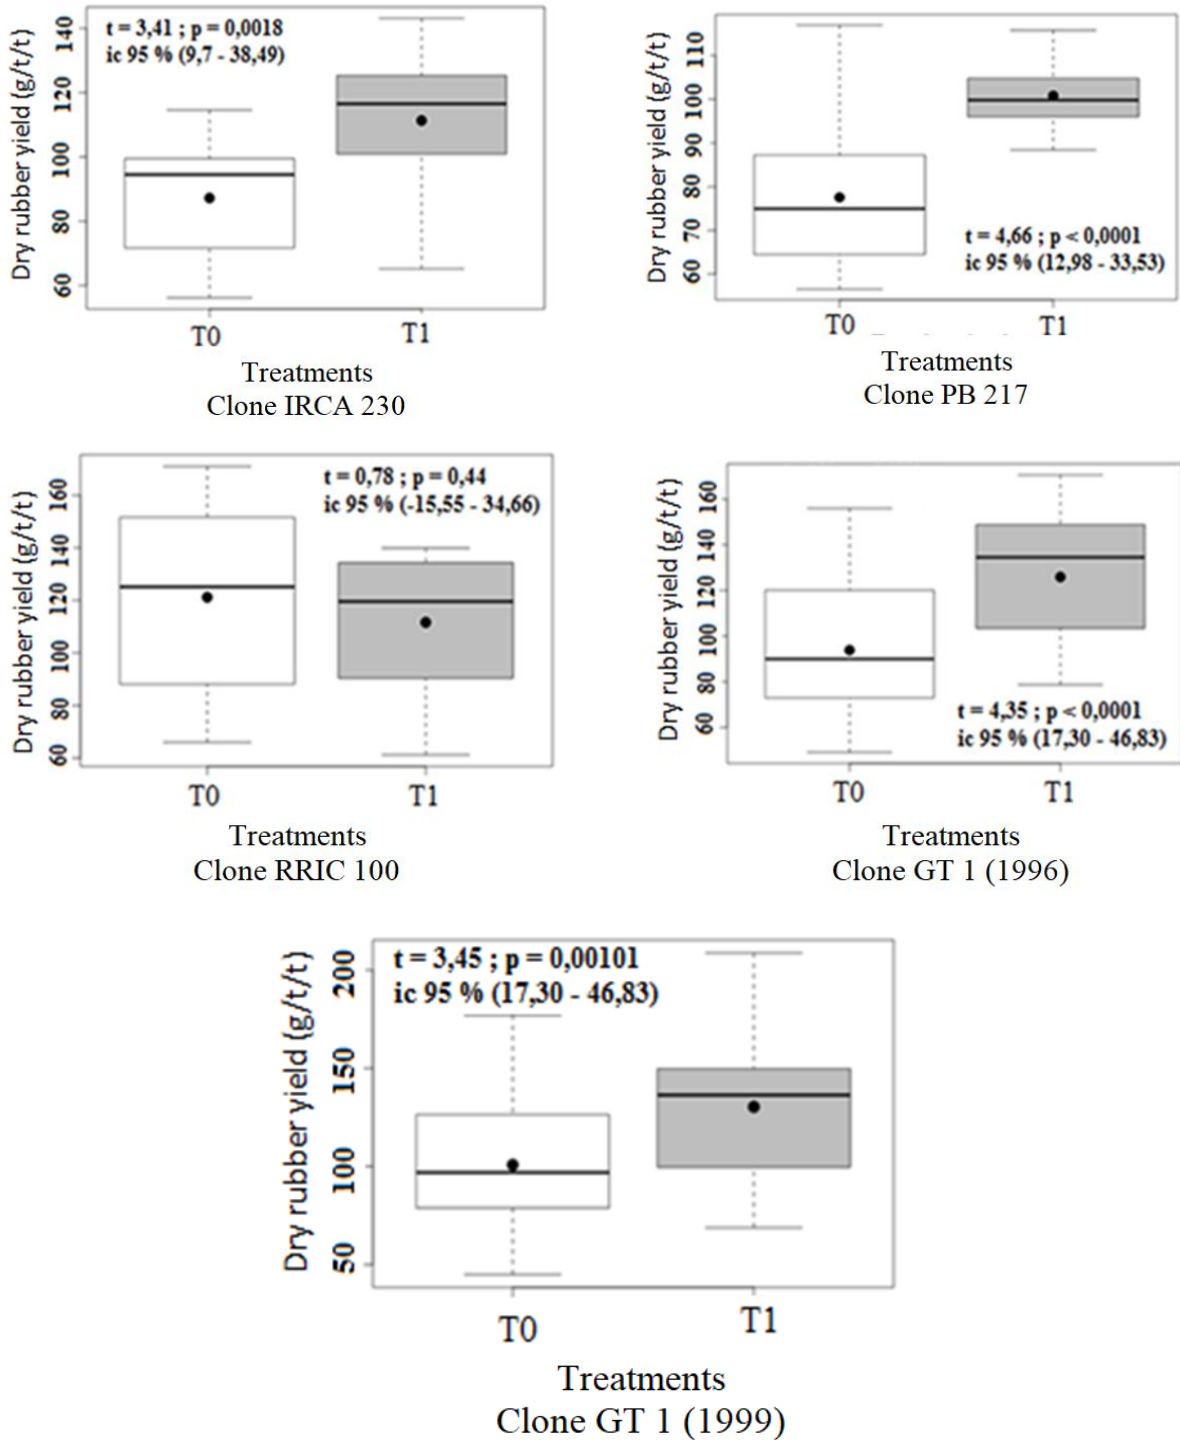 t = 3,41 ; p = 0,0018
ic 95 % (9,7 - 38,49)
Dry rubber yield (g/t/t)
140
120
100
80
60
T0 T1
Treatments
Clone IRCA 230
Dry rubber yield (g/t/t)
110
100
90
80
70
60
t = 4,66 ; p < 0,0001
ic 95 % (12,98 - 33,53)
T0 T1
Treatments
Clone PB 217
t = 0,78 ; p = 0,44
ic 95 % (-15,55 - 34,66)
Dry rubber yield (g/t/t)
160
140
120
100
80
60
T0 T1
Treatments
Clone RRIC 100
Dry rubber yield (g/t/t)
160
140
120
100
80
60
t = 4,35 ; p < 0,0001
ic 95 % (17,30 - 46,83)
T0 T1
Treatments
Clone GT 1 (1996)
t = 3,45 ; p = 0,00101
ic 95 % (17,30 - 46,83)
Dry rubber yield (g/t/t)
200
150
100
50
T0 T1
Treatments
Clone GT 1 (1999)